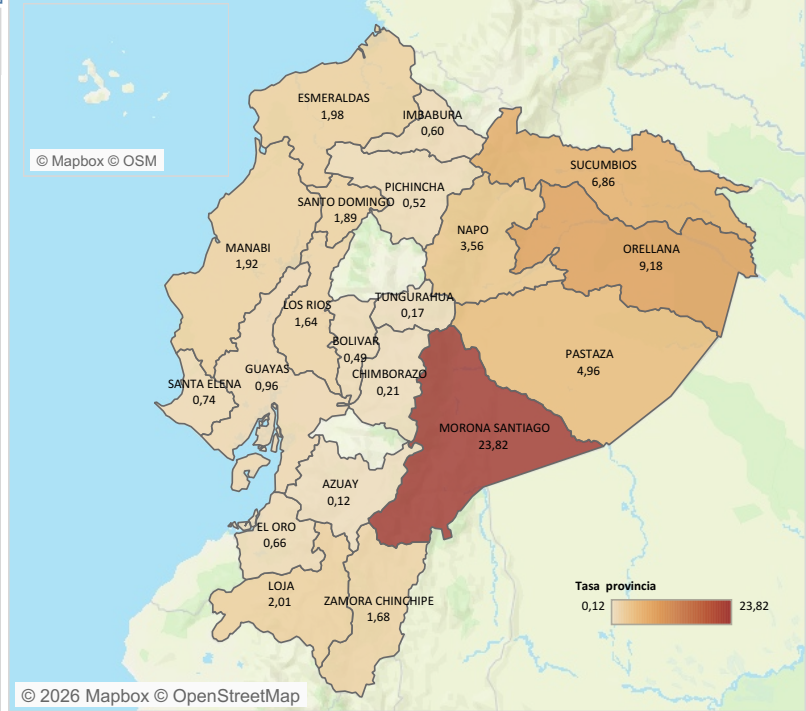 ESMERALDAS
1,98
IMBABURA
0,60
© Mapbox © OSM
SUCUMBIOS
6,86
PICHINCHA
0,52
SANTO DOMINGO
1,89
NAPO
3,56
MANABI
1,92
ORELLANA
9,18
TUNGURAHUA
0,17
LOS RIOS
1,64
BOLIVAR
0,49
PASTAZA
4,96
GUAYAS
0,96
CHIMBORAZO
0,21
SANTA ELENA
0,74
MORONA SANTIAGO
23,82
AZUAY
0,12
EL ORO
0,66
LOJA
2,01
ZAMORA CHINCHIPE
1,68
Tasa provincia
0,12 23,82
© 2026 Mapbox © OpenStreetMap